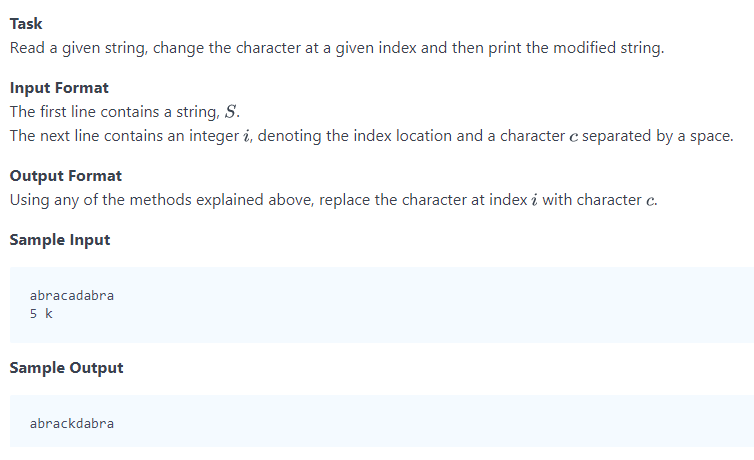 Task
Read a given string, change the character at a given index and then print the modified string.
Input Format
The first line contains a string, S.
The next line contains an integer i, denoting the index location and a character c separated by a space.
Output Format
Using any of the methods explained above, replace the character at index i with character c.
Sample Input
abracadabra
5 k
Sample Output
abrackdabra